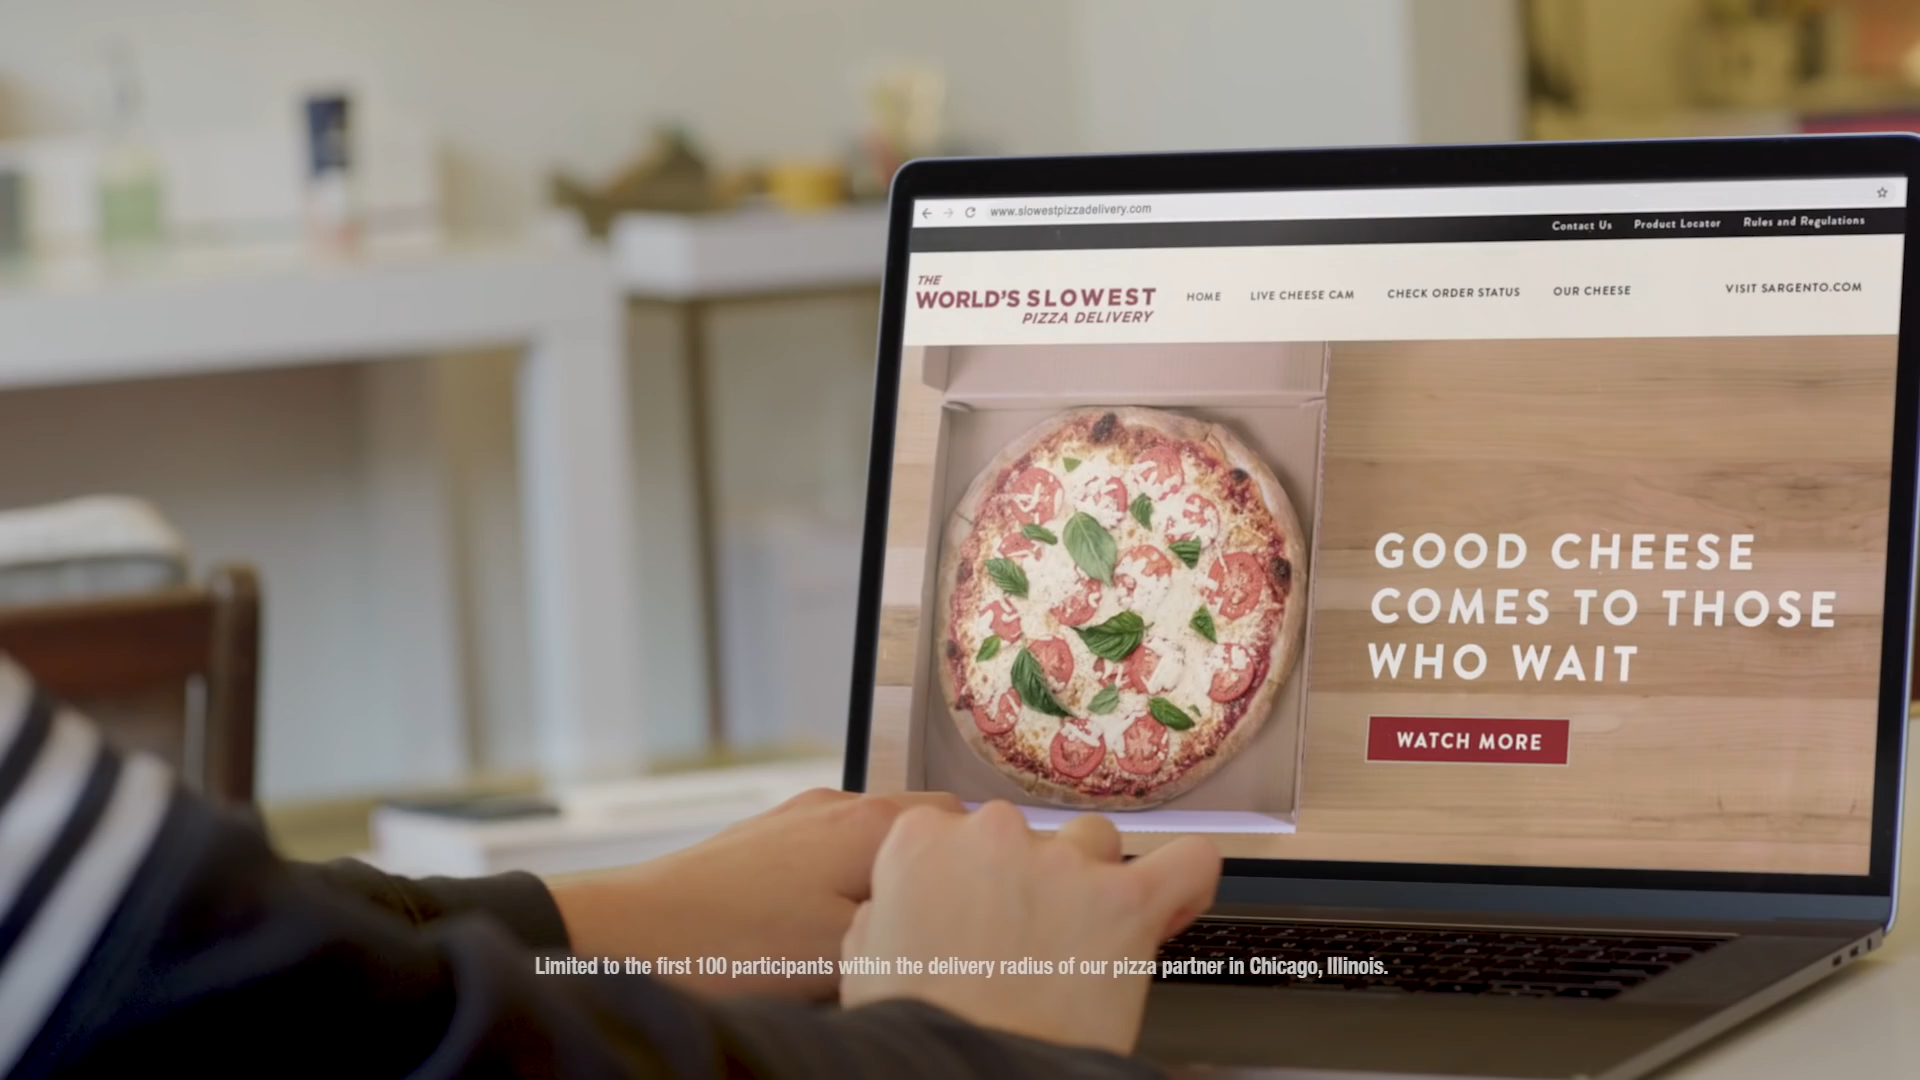 www.slowestpizzadelivery.com
Contact Us Product Locator Rules and Regulations
THE
WORLD'S SLOWEST
PIZZA DELIVERY
HOME LIVE CHEESE CAM CHECK ORDER STATUS OUR CHEESE VISIT SARGENTO.COM
GOOD CHEESE
COMES TO THOSE
WHO WAIT
WATCH MORE
Limited to the first 100 participants within the delivery radius of our pizza partner in Chicago, Illinois.